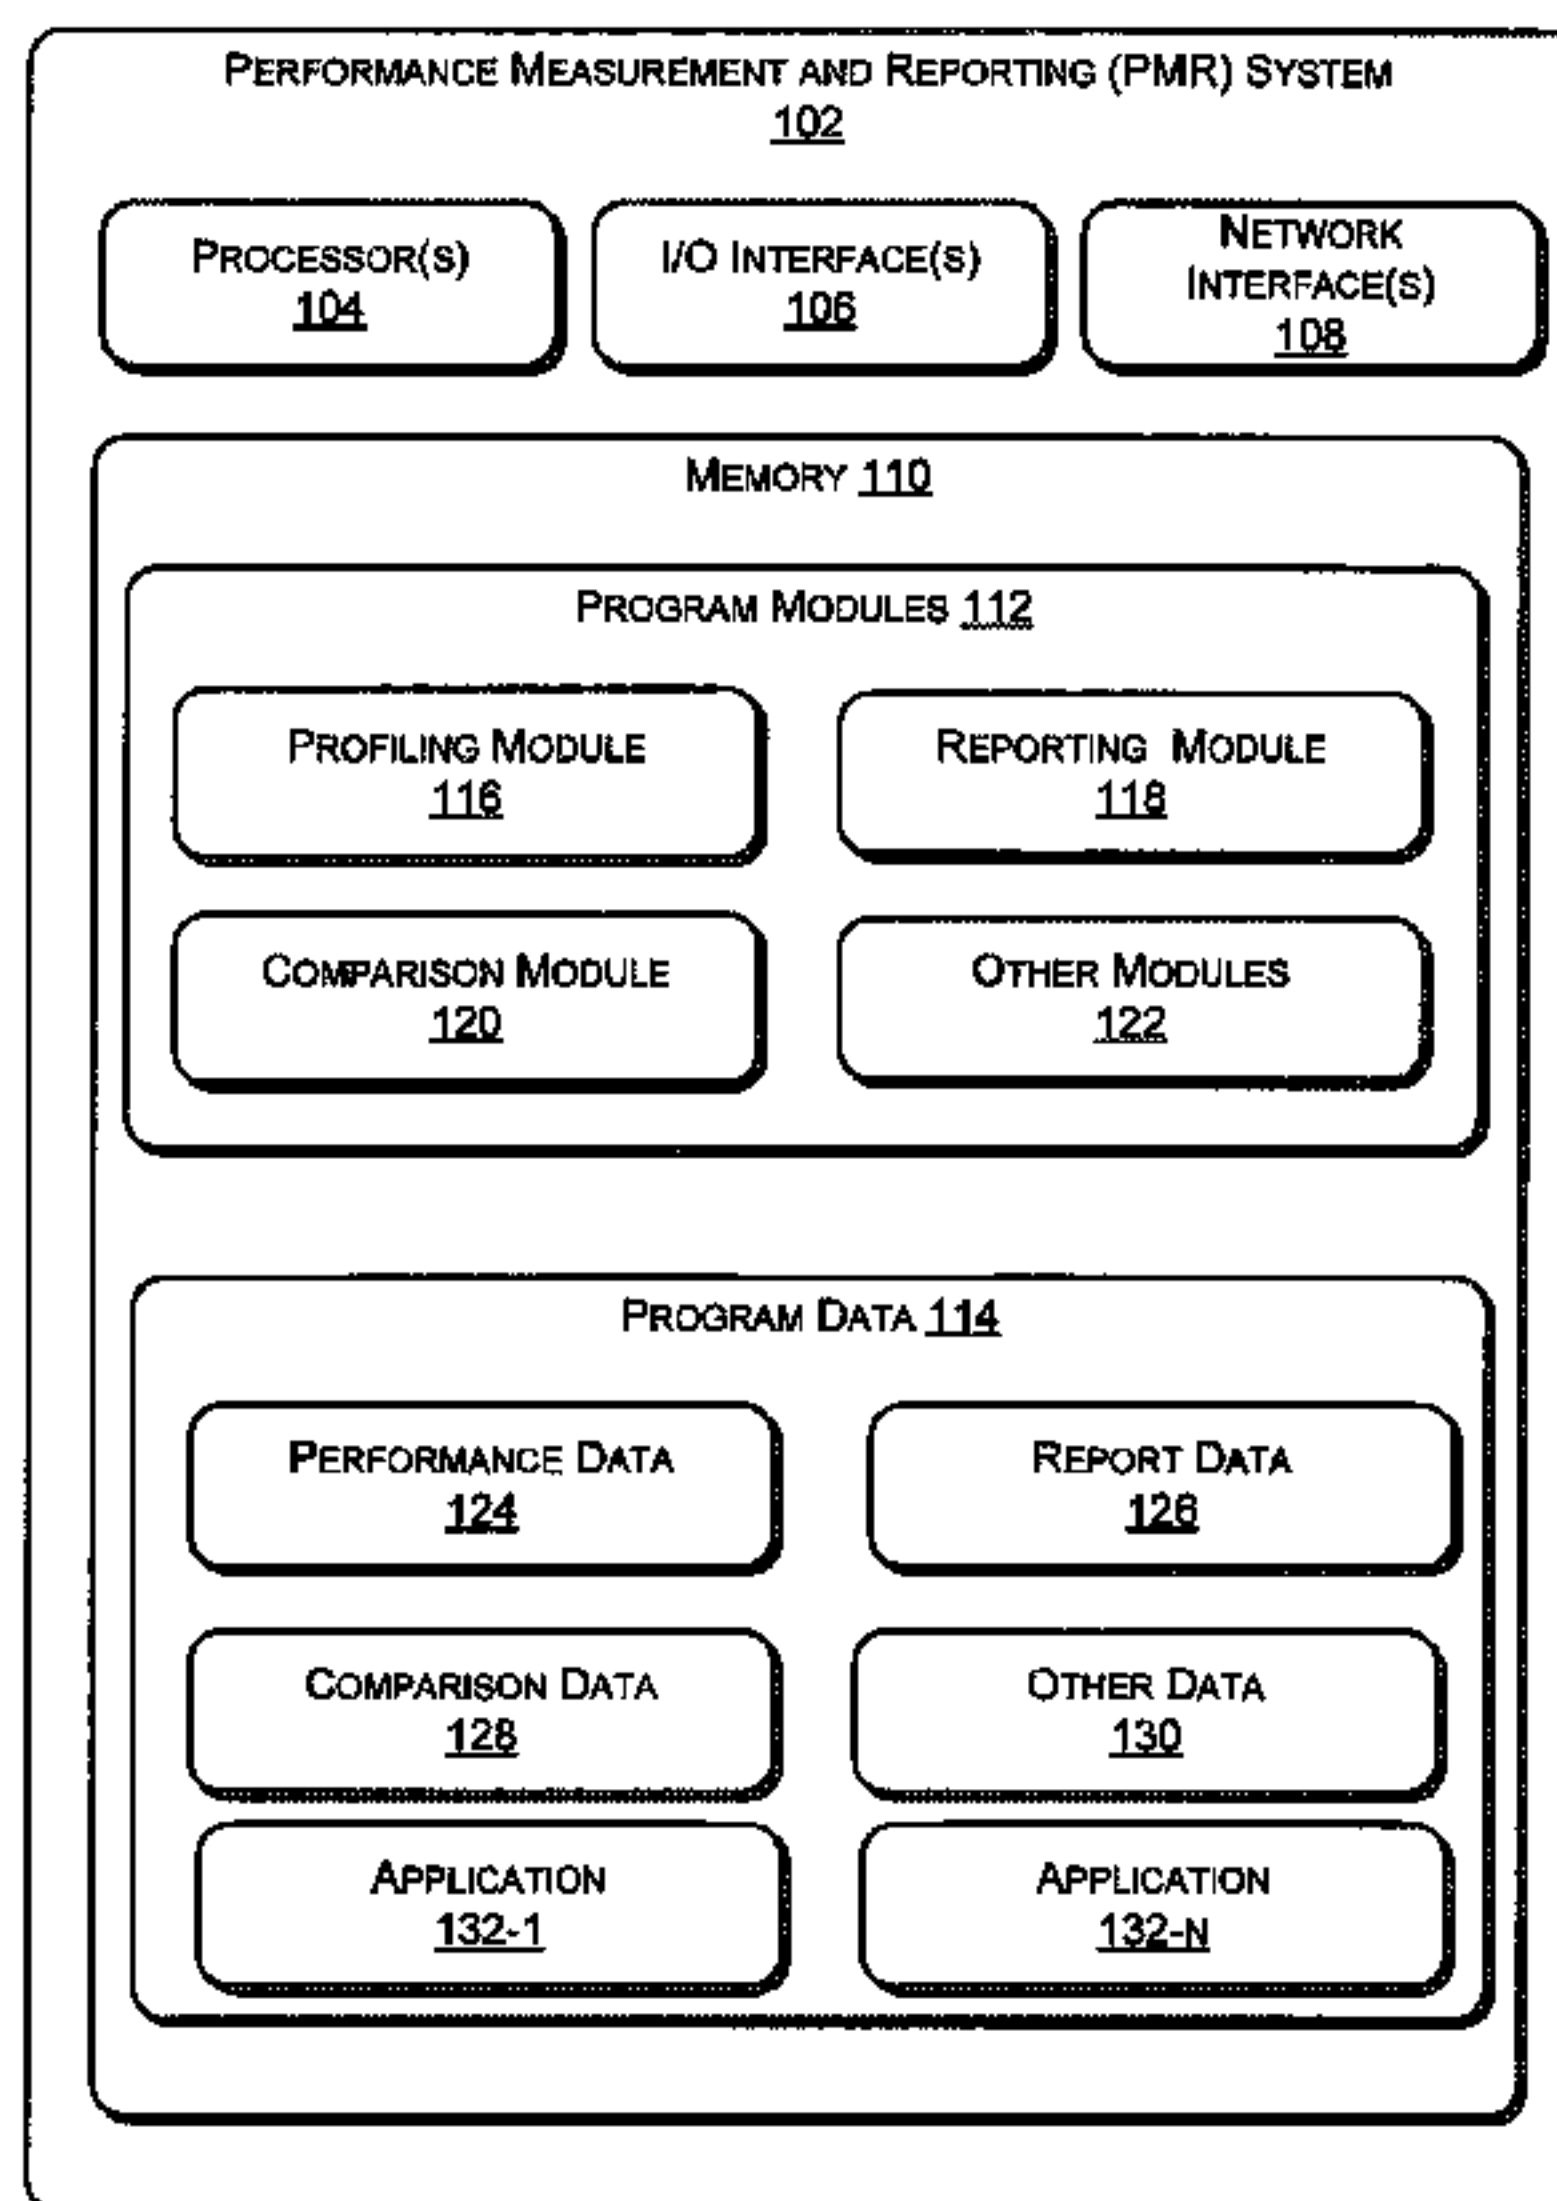 PERFORMANCE MEASUREMENT AND REPORTING (PMR) SYSTEM
102
PROCESSOR(S)
104
I/O INTERFACE(S)
106
NETWORK
INTERFACE(S)
108
MEMORY 110
PROGRAM MODULES 112
PROFILING MODULE
116
REPORTING MODULE
118
COMPARISON MODULE
120
OTHER MODULES
122
PROGRAM DATA 114
PERFORMANCE DATA
124
REPORT DATA
126
COMPARISON DATA
128
OTHER DATA
130
APPLICATION
132-1
APPLICATION
132-N